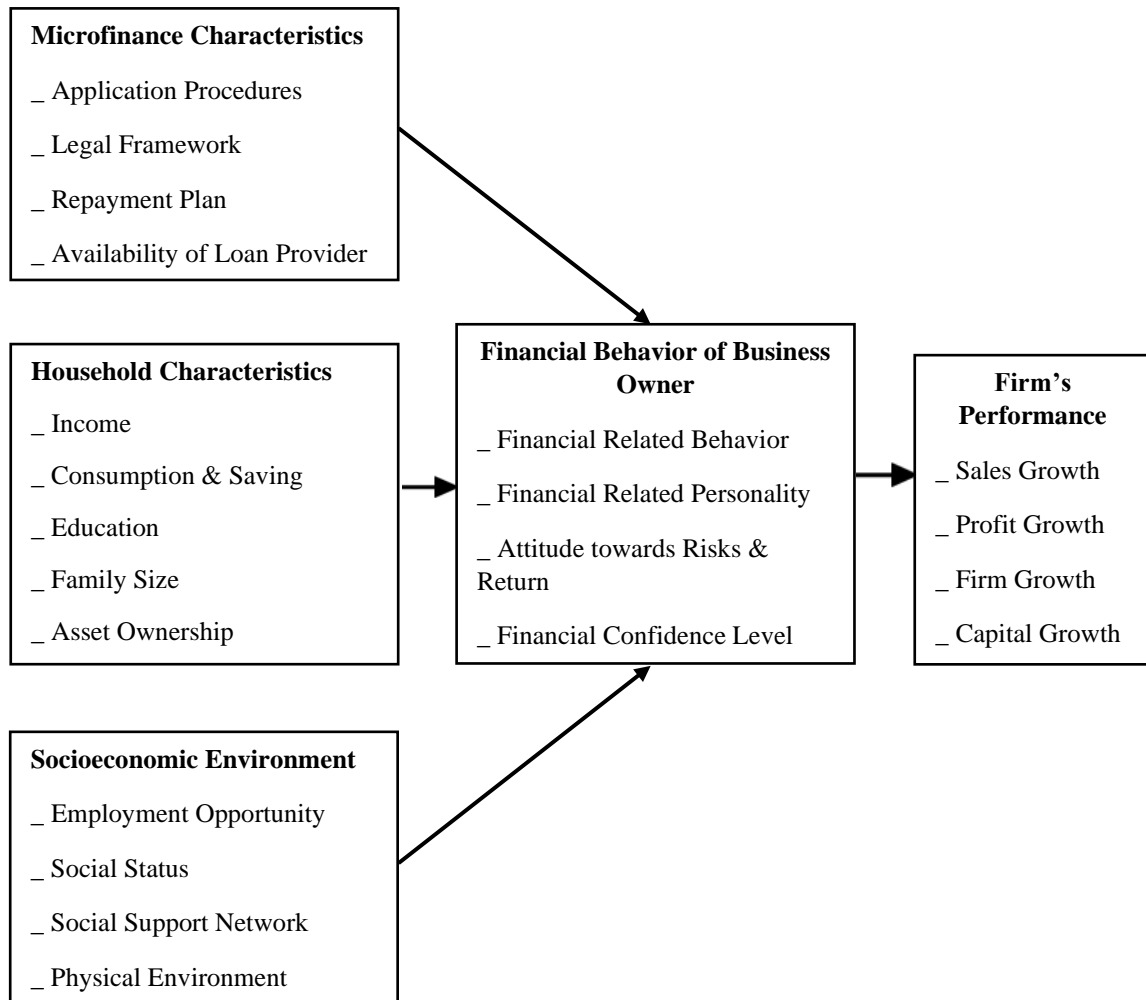 Microfinance Characteristics
_ Application Procedures
_ Legal Framework
_ Repayment Plan
_ Availability of Loan Provider
Household Characteristics
_ Income
_ Consumption & Saving
_ Education
_ Family Size
_ Asset Ownership
Socioeconomic Environment
_ Employment Opportunity
_ Social Status
_ Social Support Network
_ Physical Environment
Financial Behavior of Business
Owner
_ Financial Related Behavior
_ Financial Related Personality
_ Attitude towards Risks &
Return
_ Financial Confidence Level
Firm’s
Performance
_ Sales Growth
_ Profit Growth
_ Firm Growth
_ Capital Growth